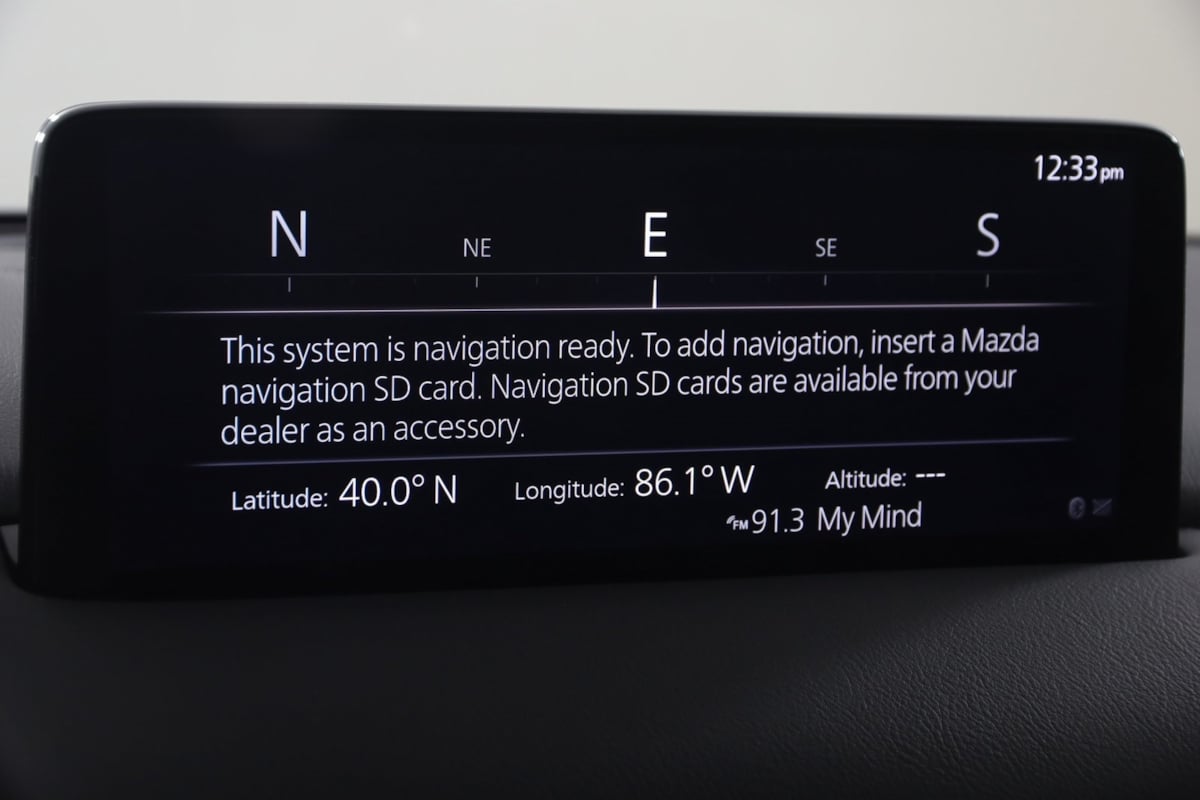 12:33pm
N NE E SE S
This system is navigation ready. To add navigation, insert a Mazda
navigation SD card. Navigation SD cards are available from your
dealer as an accessory.
Latitude: 40.0° N Longitude: 86.1° W Altitude: ---
FM 91.3 My Mind